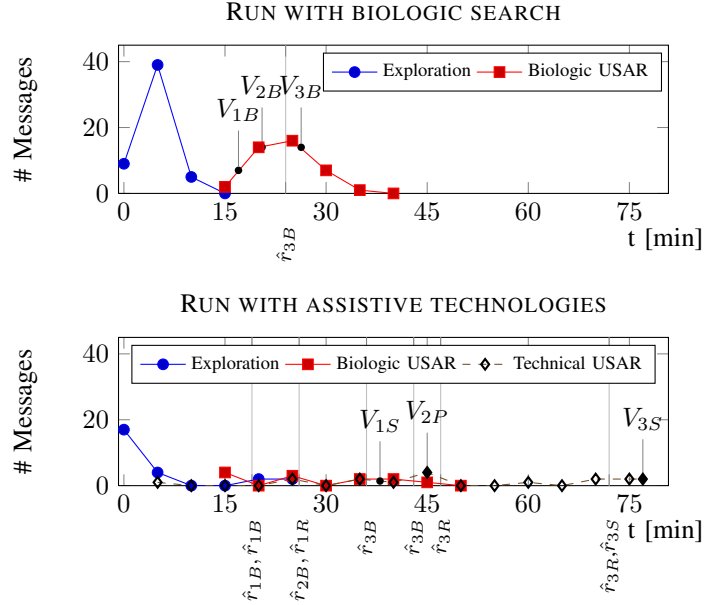 RUN WITH BIOLOGIC SEARCH
# Messages
40
20
0
Exploration Biologic USAR
V1B
V2B V3B
0 15 30 45 60 75
t [min]
r̂3B
RUN WITH ASSISTIVE TECHNOLOGIES
# Messages
40
20
0
Exploration Biologic USAR Technical USAR
V1S V2P V3S
0 15 30 45 60 75
t [min]
r̂1B, r̂1B
r̂2B, r̂1R
r̂3B
r̂3B
r̂3R
r̂3R, r̂3S